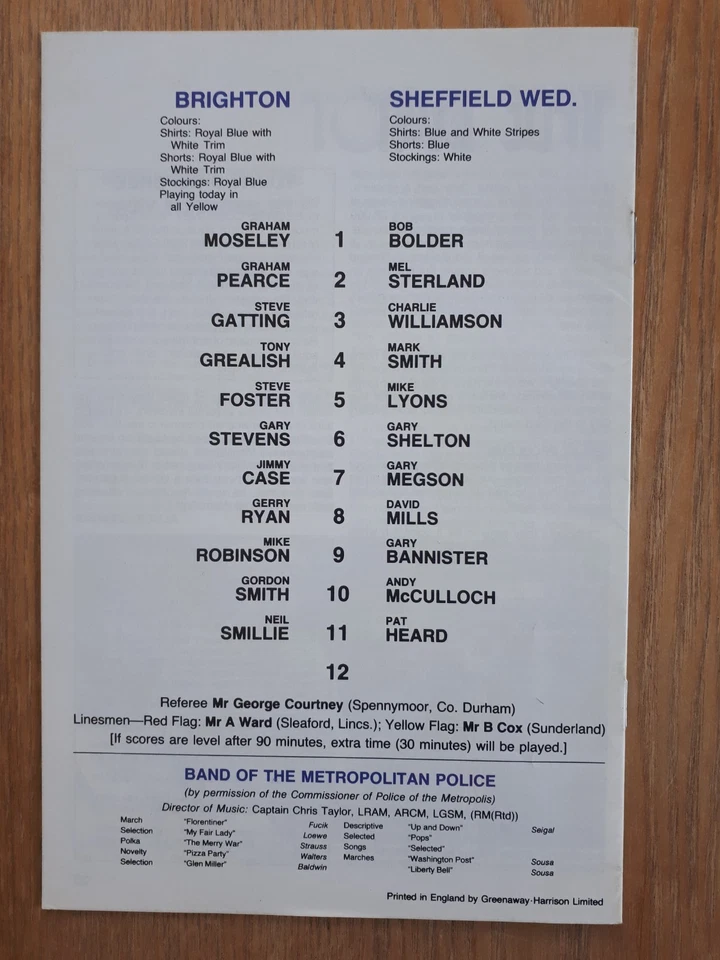 BRIGHTON
Colours:
Shirts: Royal Blue with
White Trim
Shorts: Royal Blue with
White Trim
Stockings: Royal Blue
Playing today in
all Yellow
SHEFFIELD WED.
Colours:
Shirts: Blue and White Stripes
Shorts: Blue
Stockings: White
GRAHAM BOB
MOSELEY 1 BOLDER
GRAHAM MEL
PEARCE 2 STERLAND
STEVE CHARLIE
GATTING 3 WILLIAMSON
TONY MARK
GREALISH 4 SMITH
STEVE MIKE
FOSTER 5 LYONS
GARY GARY
STEVENS 6 SHELTON
JIMMY GARY
CASE 7 MEGSON
GERRY DAVID
RYAN 8 MILLS
MIKE GARY
ROBINSON 9 BANNISTER
GORDON ANDY
SMITH 10 McCULLOCH
NEIL PAT
SMILLIE 11 HEARD
12
Referee Mr George Courtney (Spennymoor, Co. Durham)
Linesmen—Red Flag: Mr A Ward (Sleaford, Lincs.); Yellow Flag: Mr B Cox (Sunderland)
[If scores are level after 90 minutes, extra time (30 minutes) will be played.]
BAND OF THE METROPOLITAN POLICE
(by permission of the Commissioner of Police of the Metropolis)
Director of Music: Captain Chris Taylor, LRAM, ARCM, LGSM, (RM(Rtd))
March "Florentiner" Fucik
Selection "My Fair Lady" Loewe
Polka "The Merry War" Strauss
Novelty "Pizza Party" Walters
Selection "Glen Miller" Baldwin
Descriptive "Up and Down" Seigal
Selected "Pops"
Songs "Selected"
Marches "Washington Post" Sousa
"Liberty Bell" Sousa
Printed in England by Greenaway-Harrison Limited